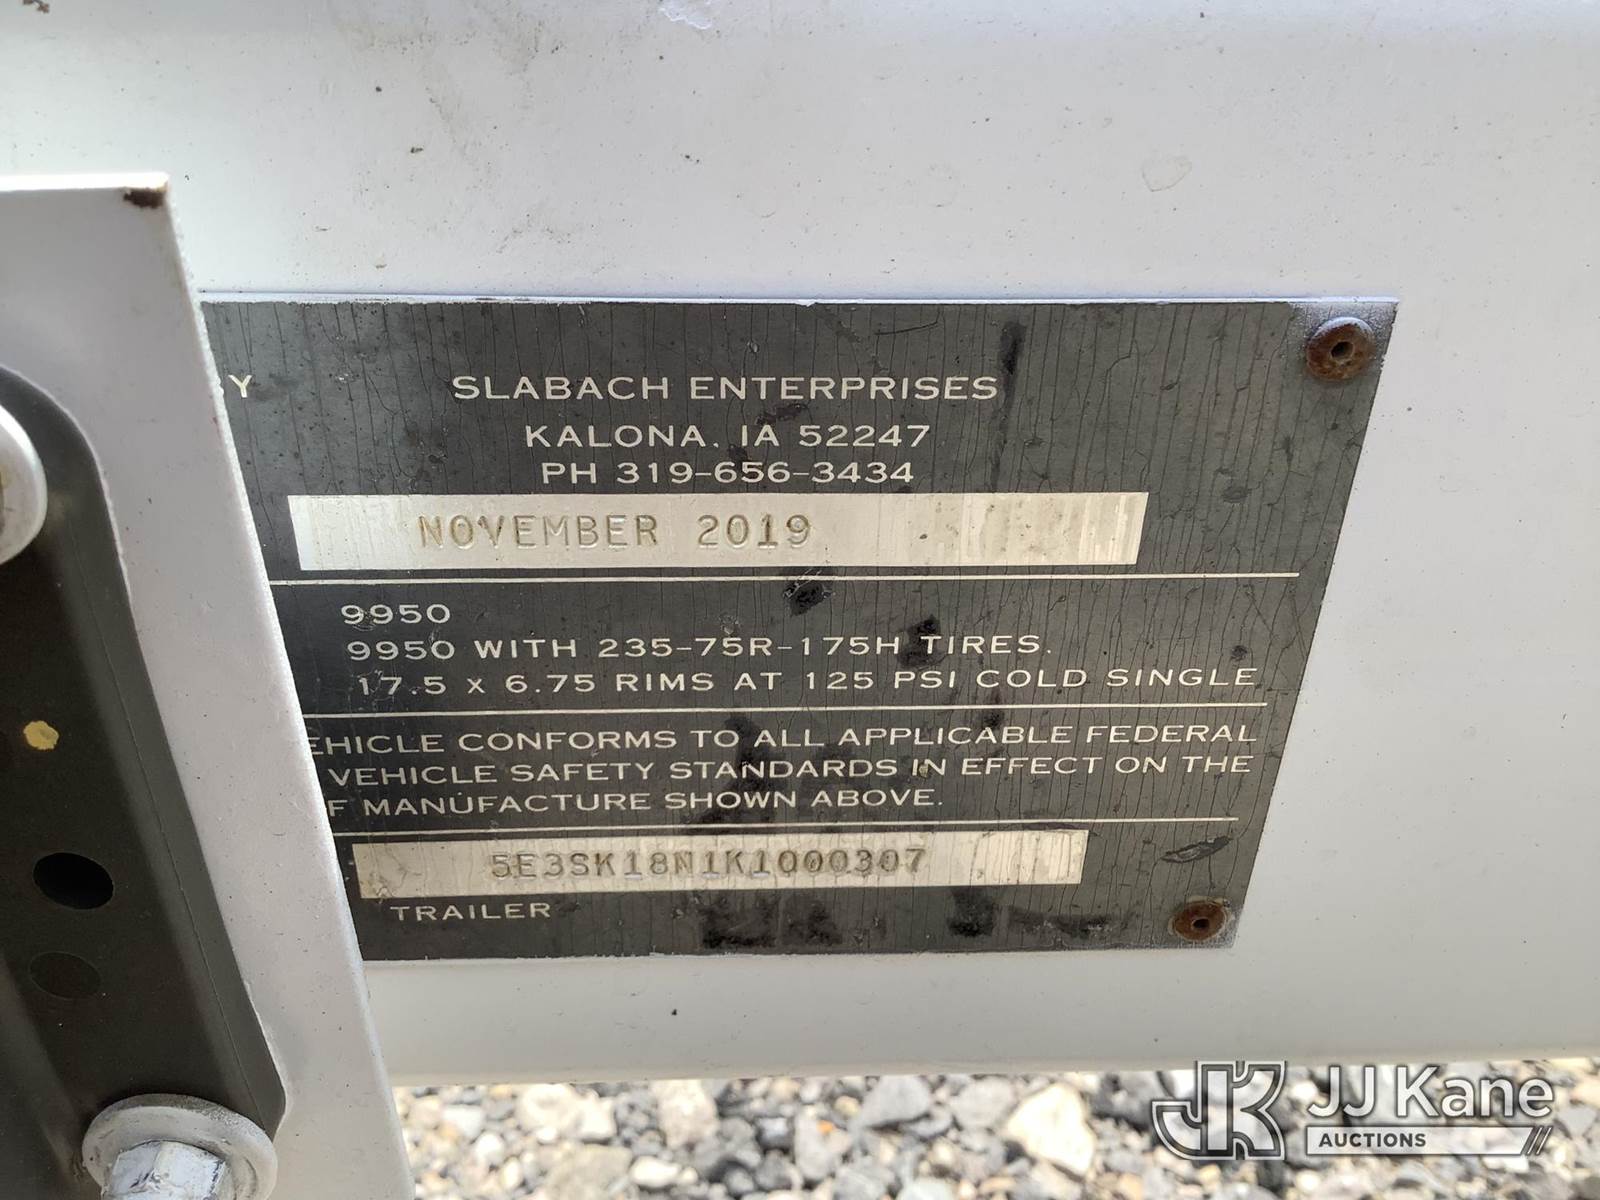 Y SLABACH ENTERPRISES
KALONA, IA 52247
PH 319-656-3434
NOVEMBER 2019
9950
9950 WITH 235-75R-175H TIRES.
17.5 x 6.75 RIMS AT 125 PSI COLD SINGLE
EHICLE CONFORMS TO ALL APPLICABLE FEDERAL
VEHICLE SAFETY STANDARDS IN EFFECT ON THE
F MANUFACTURE SHOWN ABOVE.
5E3SK18N1K1000307
TRAILER
JK JJ Kane
AUCTIONS